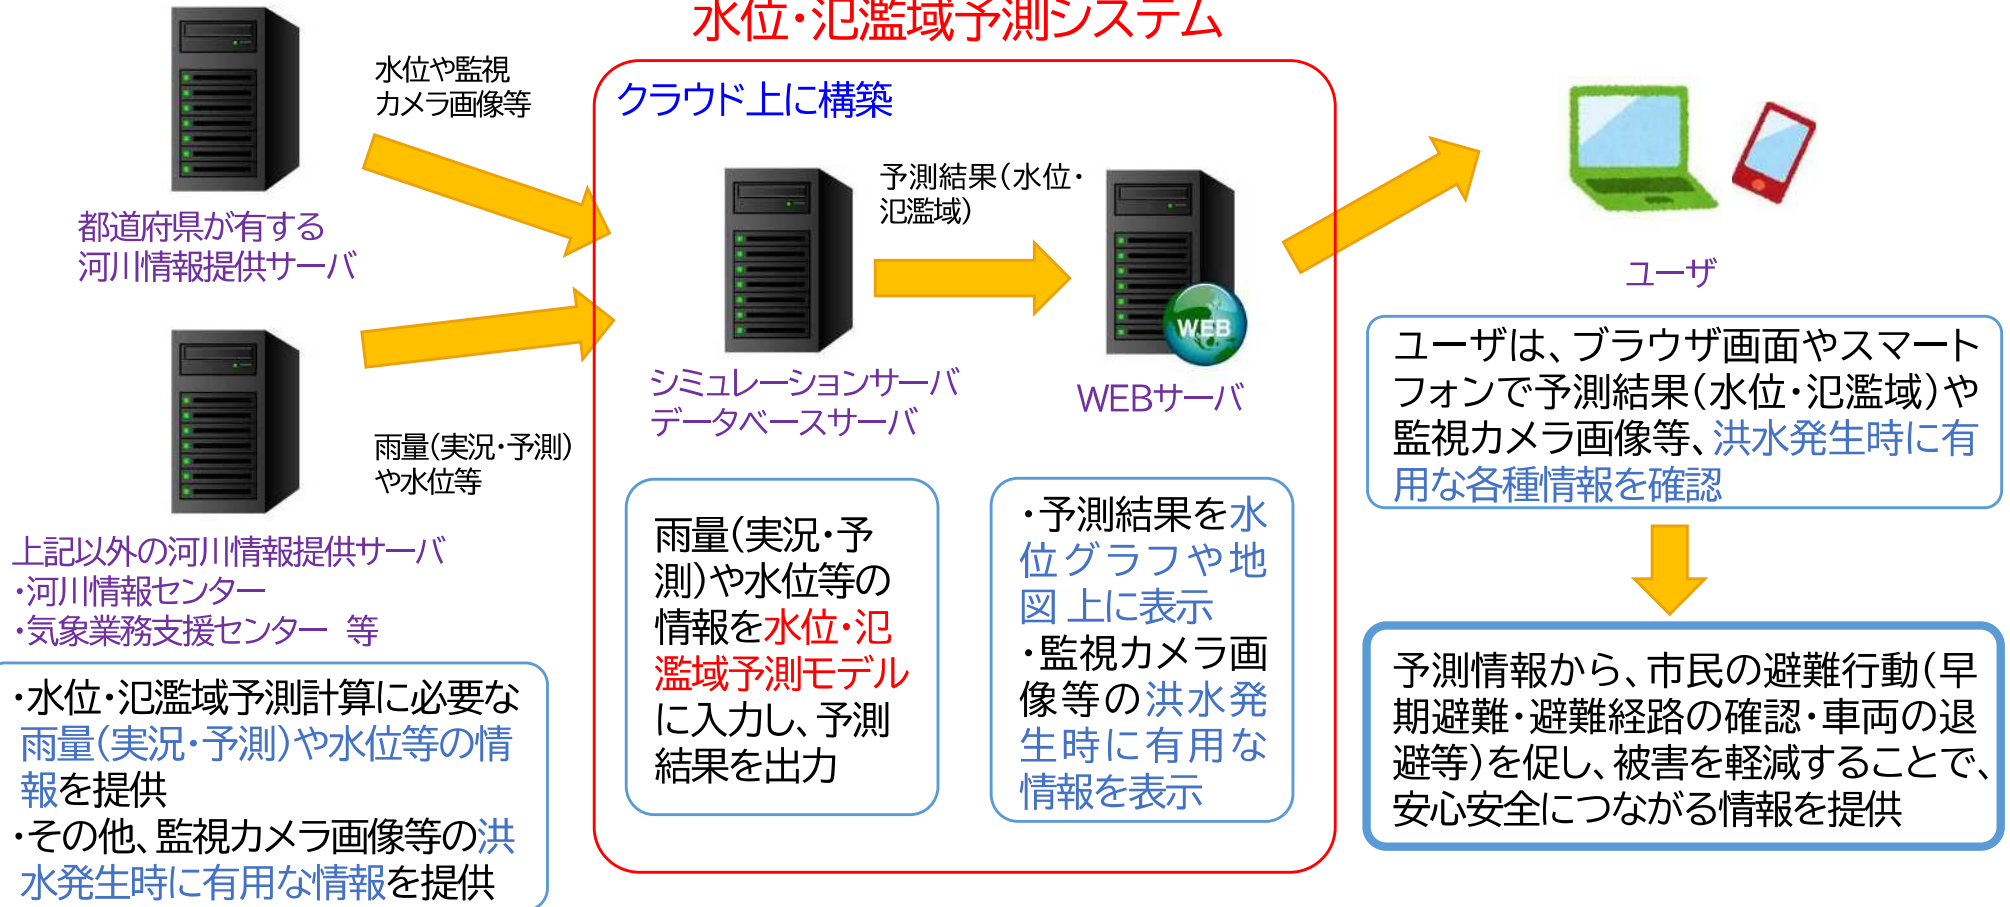 水位・氾濫域予測システム
水位や監視
カメラ画像等
都道府県が有する
河川情報提供サーバ
雨量(実況・予測)
や水位等
上記以外の河川情報提供サーバ
・河川情報センター
・気象業務支援センター 等
・水位・氾濫域予測計算に必要な
雨量(実況・予測)や水位等の情
報を提供
・その他、監視カメラ画像等の洪
水発生時に有用な情報を提供
クラウド上に構築
予測結果(水位・
氾濫域)
シミュレーションサーバ
データベースサーバ
WEB
WEBサーバ
雨量(実況・予
測)や水位等の
情報を水位・氾
濫域予測モデル
に入力し、予測
結果を出力
・予測結果を水
位グラフや地
図 上に表示
・監視カメラ画
像等の洪水発
生時に有用な
情報を表示
ユーザ
ユーザは、ブラウザ画面やスマート
フォンで予測結果(水位・氾濫域)や
監視カメラ画像等、洪水発生時に有
用な各種情報を確認
予測情報から、市民の避難行動(早
期避難・避難経路の確認・車両の退
避等)を促し、被害を軽減することで、
安心安全につながる情報を提供